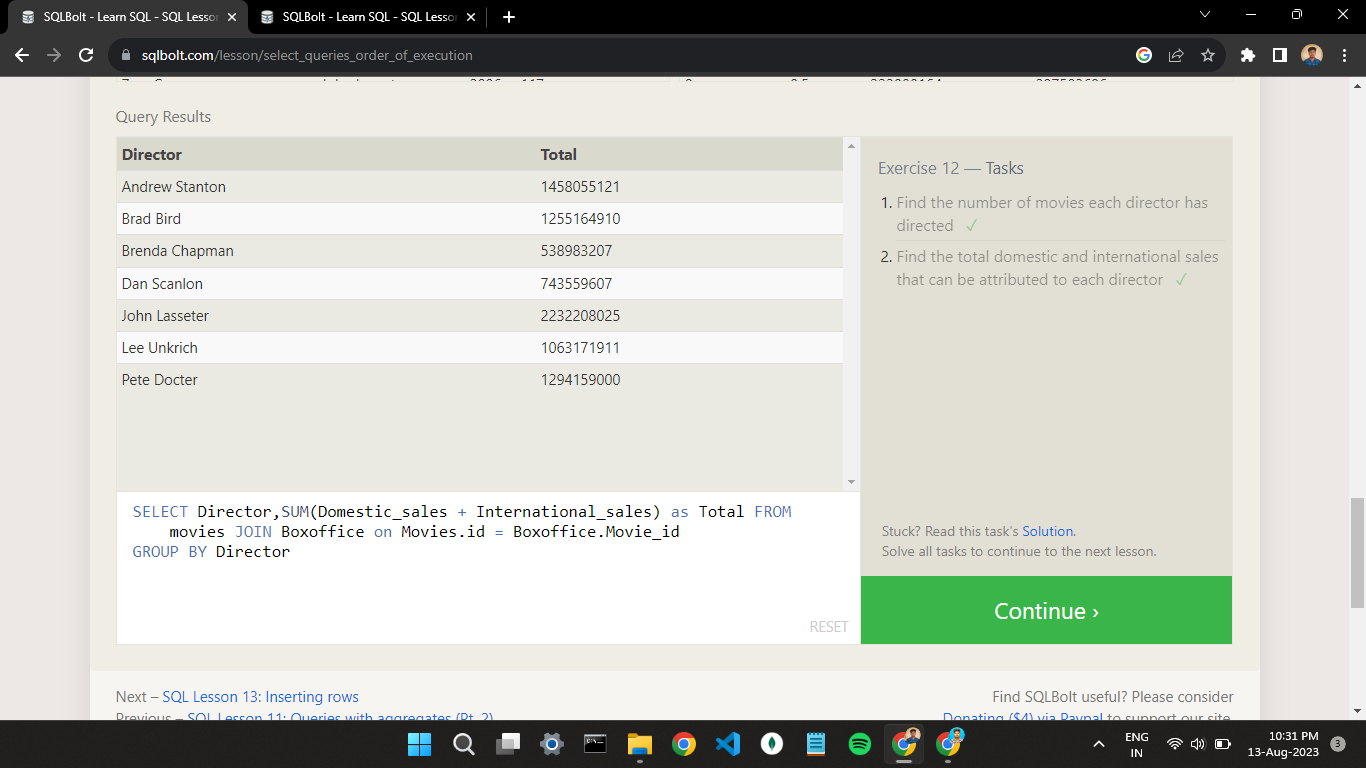 SQLBolt - Learn SQL - SQL Lesson
SQLBolt - Learn SQL - SQL Lesson
sqlbolt.com/lesson/select_queries_order_of_execution
Query Results
Director Total
Andrew Stanton 1458055121
Brad Bird 1255164910
Brenda Chapman 538983207
Dan Scanlon 743559607
John Lasseter 2232208025
Lee Unkrich 1063171911
Pete Docter 1294159000
SELECT Director,SUM(Domestic_sales + International_sales) as Total FROM
movies JOIN Boxoffice on Movies.id = Boxoffice.Movie_id
GROUP BY Director
RESET
Exercise 12 — Tasks
1. Find the number of movies each director has
directed ✓
2. Find the total domestic and international sales
that can be attributed to each director ✓
Stuck? Read this task's Solution.
Solve all tasks to continue to the next lesson.
Continue ›
Next – SQL Lesson 13: Inserting rows
Previous – SQL Lesson 11: Queries with aggregates (Pt. 2)
Find SQLBolt useful? Please consider
Donating ($4) via Paypal to support our site.
ENG
IN
10:31 PM
13-Aug-2023
3